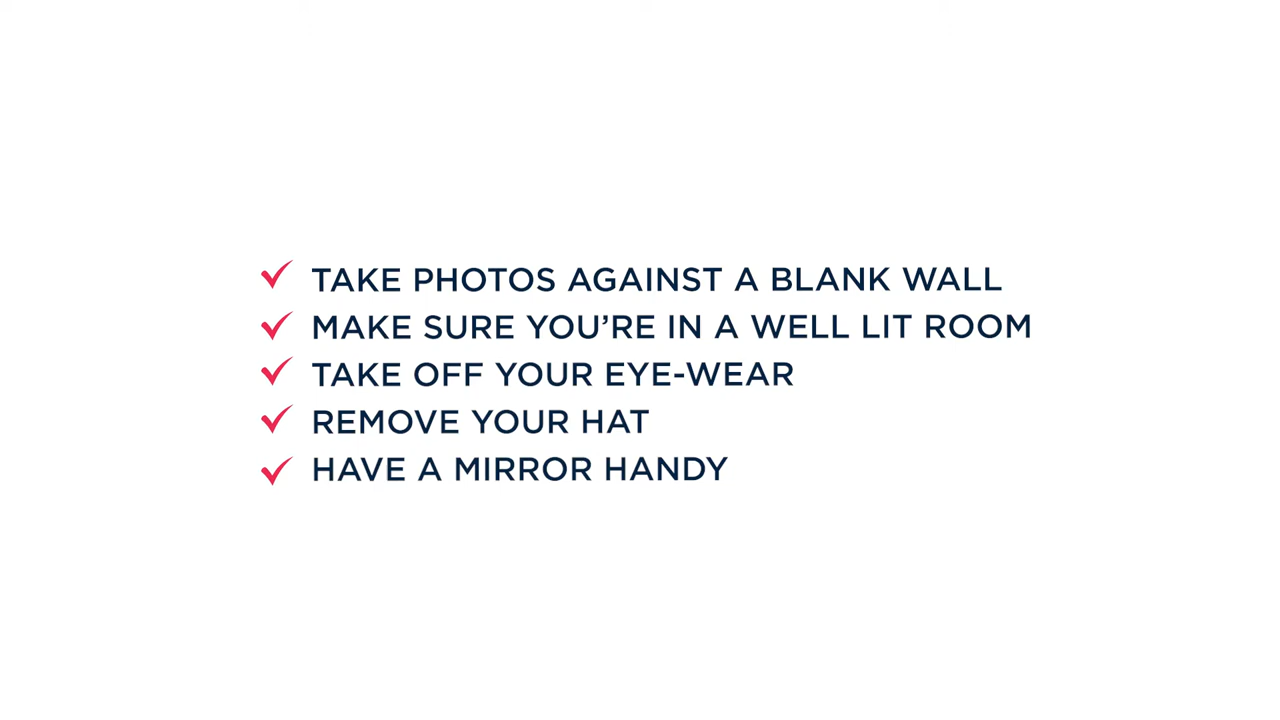 TAKE PHOTOS AGAINST A BLANK WALL
MAKE SURE YOU'RE IN A WELL LIT ROOM
TAKE OFF YOUR EYE-WEAR
REMOVE YOUR HAT
HAVE A MIRROR HANDY